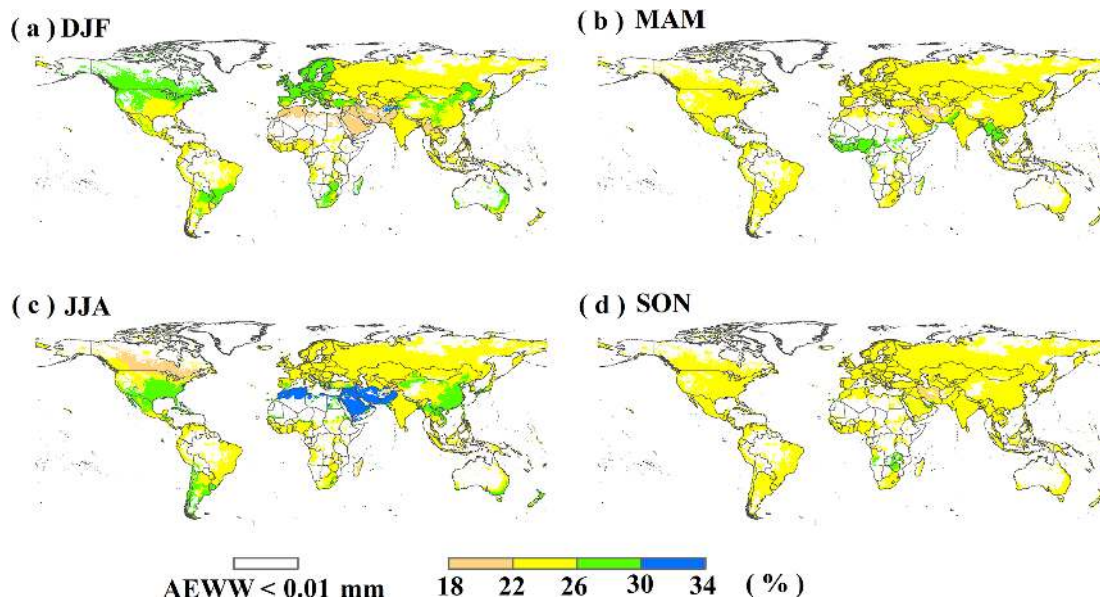 ( a ) DJF
( b ) MAM
( c ) JJA
( d ) SON
AEWW < 0.01 mm
18 22 26 30 34 ( % )